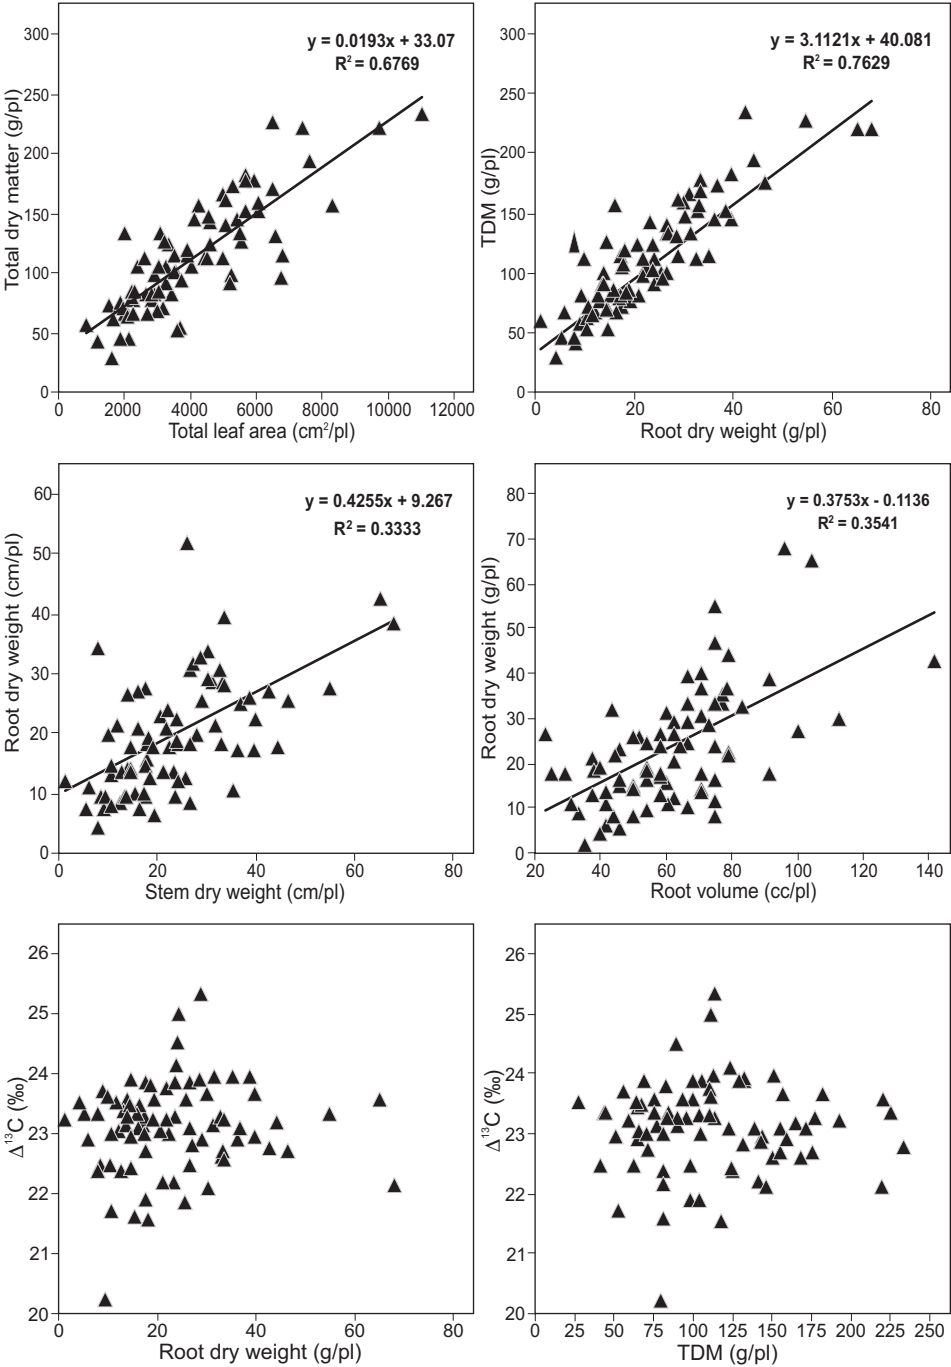 y = 0.0193x + 33.07
R² = 0.6769
Total dry matter (g/pl)
300
250
200
150
100
50
0
0 2000 4000 6000 8000 10000 12000
Total leaf area (cm²/pl)
y = 3.1121x + 40.081
R² = 0.7629
TDM (g/pl)
300
250
200
150
100
50
0
0 20 40 60 80
Root dry weight (g/pl)
y = 0.4255x + 9.267
R² = 0.3333
Root dry weight (cm/pl)
60
50
40
30
20
10
0
0 20 40 60 80
Stem dry weight (cm/pl)
y = 0.3753x - 0.1136
R² = 0.3541
Root dry weight (g/pl)
80
70
60
50
40
30
20
10
0
20 40 60 80 100 120 140
Root volume (cc/pl)
Δ¹³C (‰)
26
25
24
23
22
21
20
0 20 40 60 80
Root dry weight (g/pl)
Δ¹³C (‰)
26
25
24
23
22
21
20
0 25 50 75 100 125 150 175 200 225 250
TDM (g/pl)